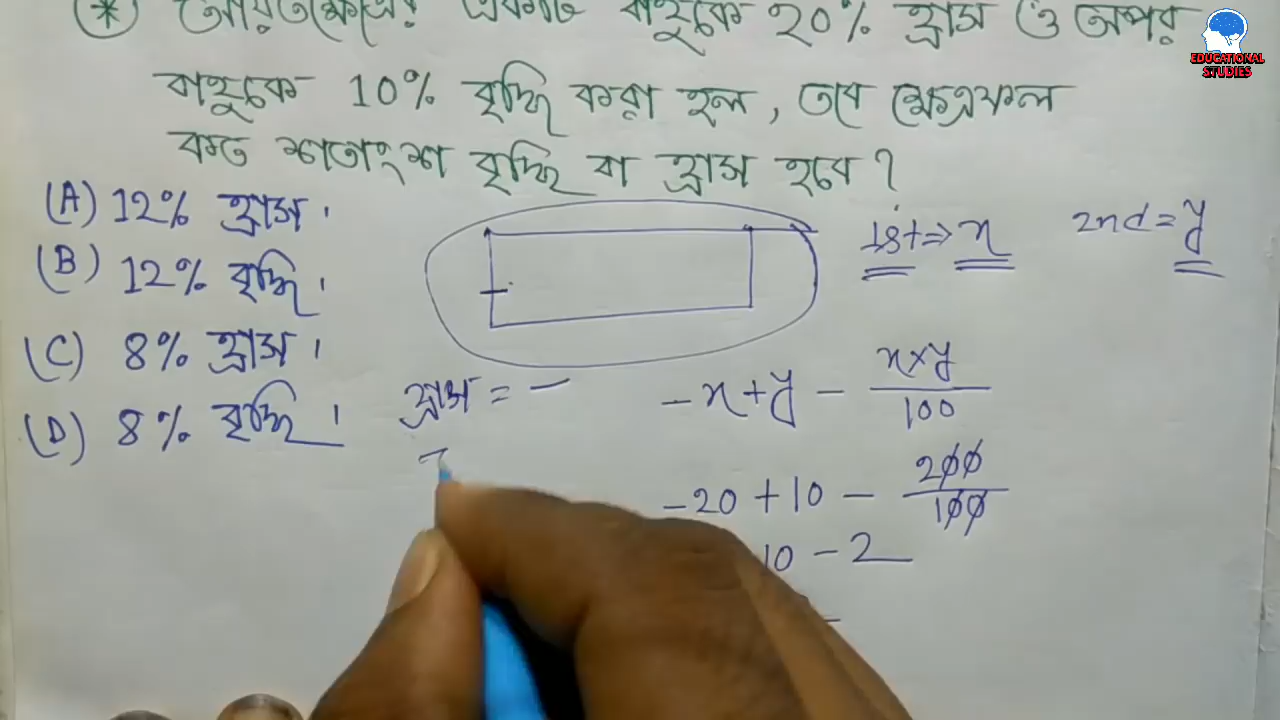 (*) আয়তক্ষেত্রের একটি বাহুকে 20% হ্রাস ও অপর
বাহুকে 10% বৃদ্ধি করা হল, তবে ক্ষেত্রফল
কত শতাংশ বৃদ্ধি বা হ্রাস হবে?
(A) 12% হ্রাস।
(B) 12% বৃদ্ধি।
(C) 8% হ্রাস।
(D) 8% বৃদ্ধি।
1st = x
2nd = y
হ্রাস = −
−x+y − x×y/100
−20 + 10 − 200/100
10 − 2
EDUCATIONAL
STUDIES